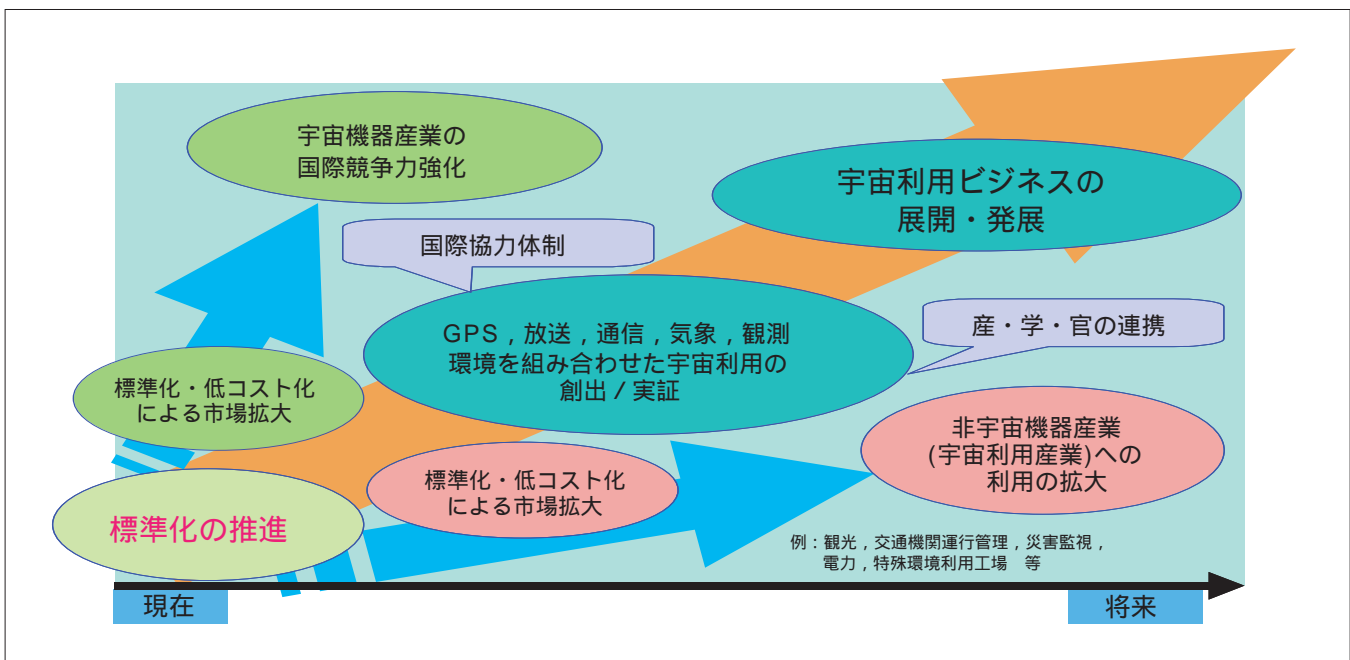 宇宙機器産業の
国際競争力強化
宇宙利用ビジネスの
展開・発展
国際協力体制
GPS，放送，通信，気象，観測
環境を組み合わせた宇宙利用の
創出／実証
産・学・官の連携
標準化・低コスト化
による市場拡大
非宇宙機器産業
(宇宙利用産業)への
利用の拡大
標準化・低コスト化
による市場拡大
標準化の推進
例：観光，交通機関運行管理，災害監視，
電力，特殊環境利用工場　等
現在
将来